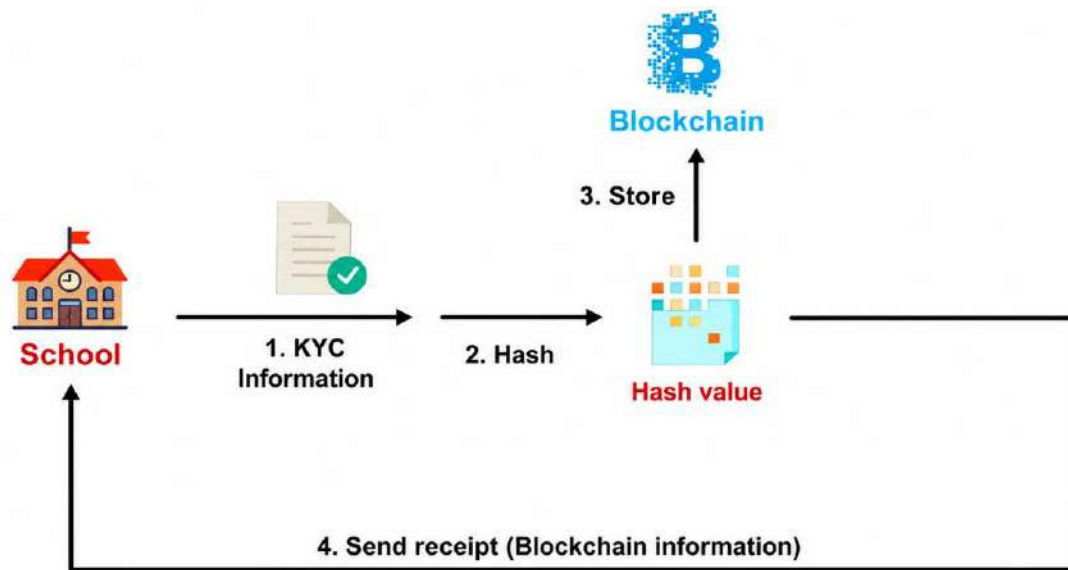 Blockchain
3. Store
School
1. KYC
Information
2. Hash
Hash value
4. Send receipt (Blockchain information)